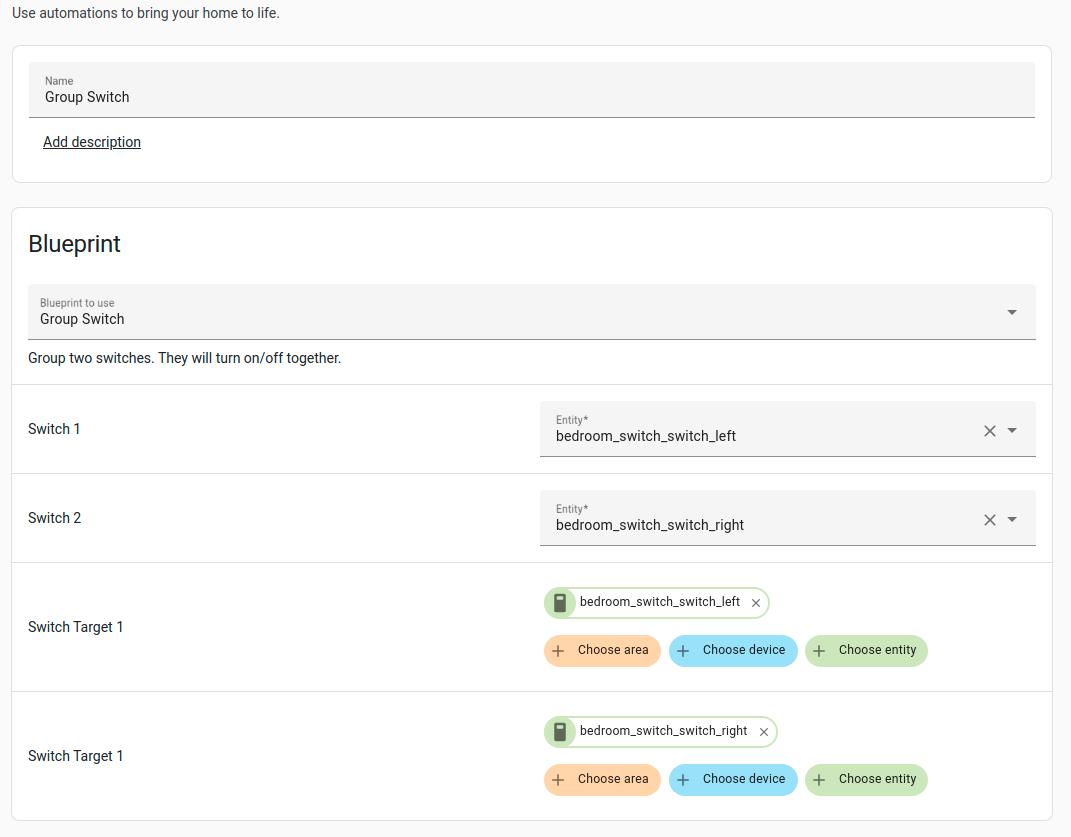 Use automations to bring your home to life.
Name
Group Switch
Add description
Blueprint
Blueprint to use
Group Switch
Group two switches. They will turn on/off together.
Switch 1
Entity*
bedroom_switch_switch_left
Switch 2
Entity*
bedroom_switch_switch_right
Switch Target 1
bedroom_switch_switch_left
Choose area Choose device Choose entity
Switch Target 1
bedroom_switch_switch_right
Choose area Choose device Choose entity